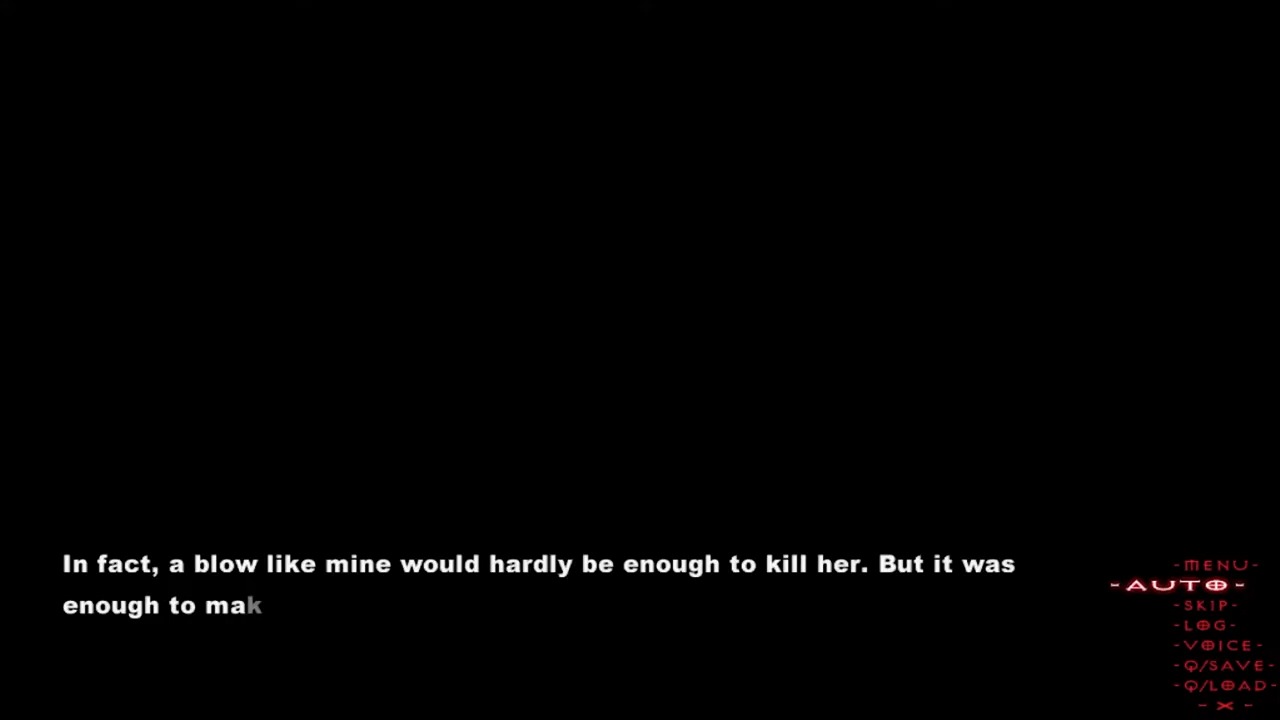 In fact, a blow like mine would hardly be enough to kill her. But it was
enough to mak
-MENU-
-AUTO-
-SKIP-
-LOG-
-VOICE-
-Q/SAVE-
-Q/LOAD-
-X-